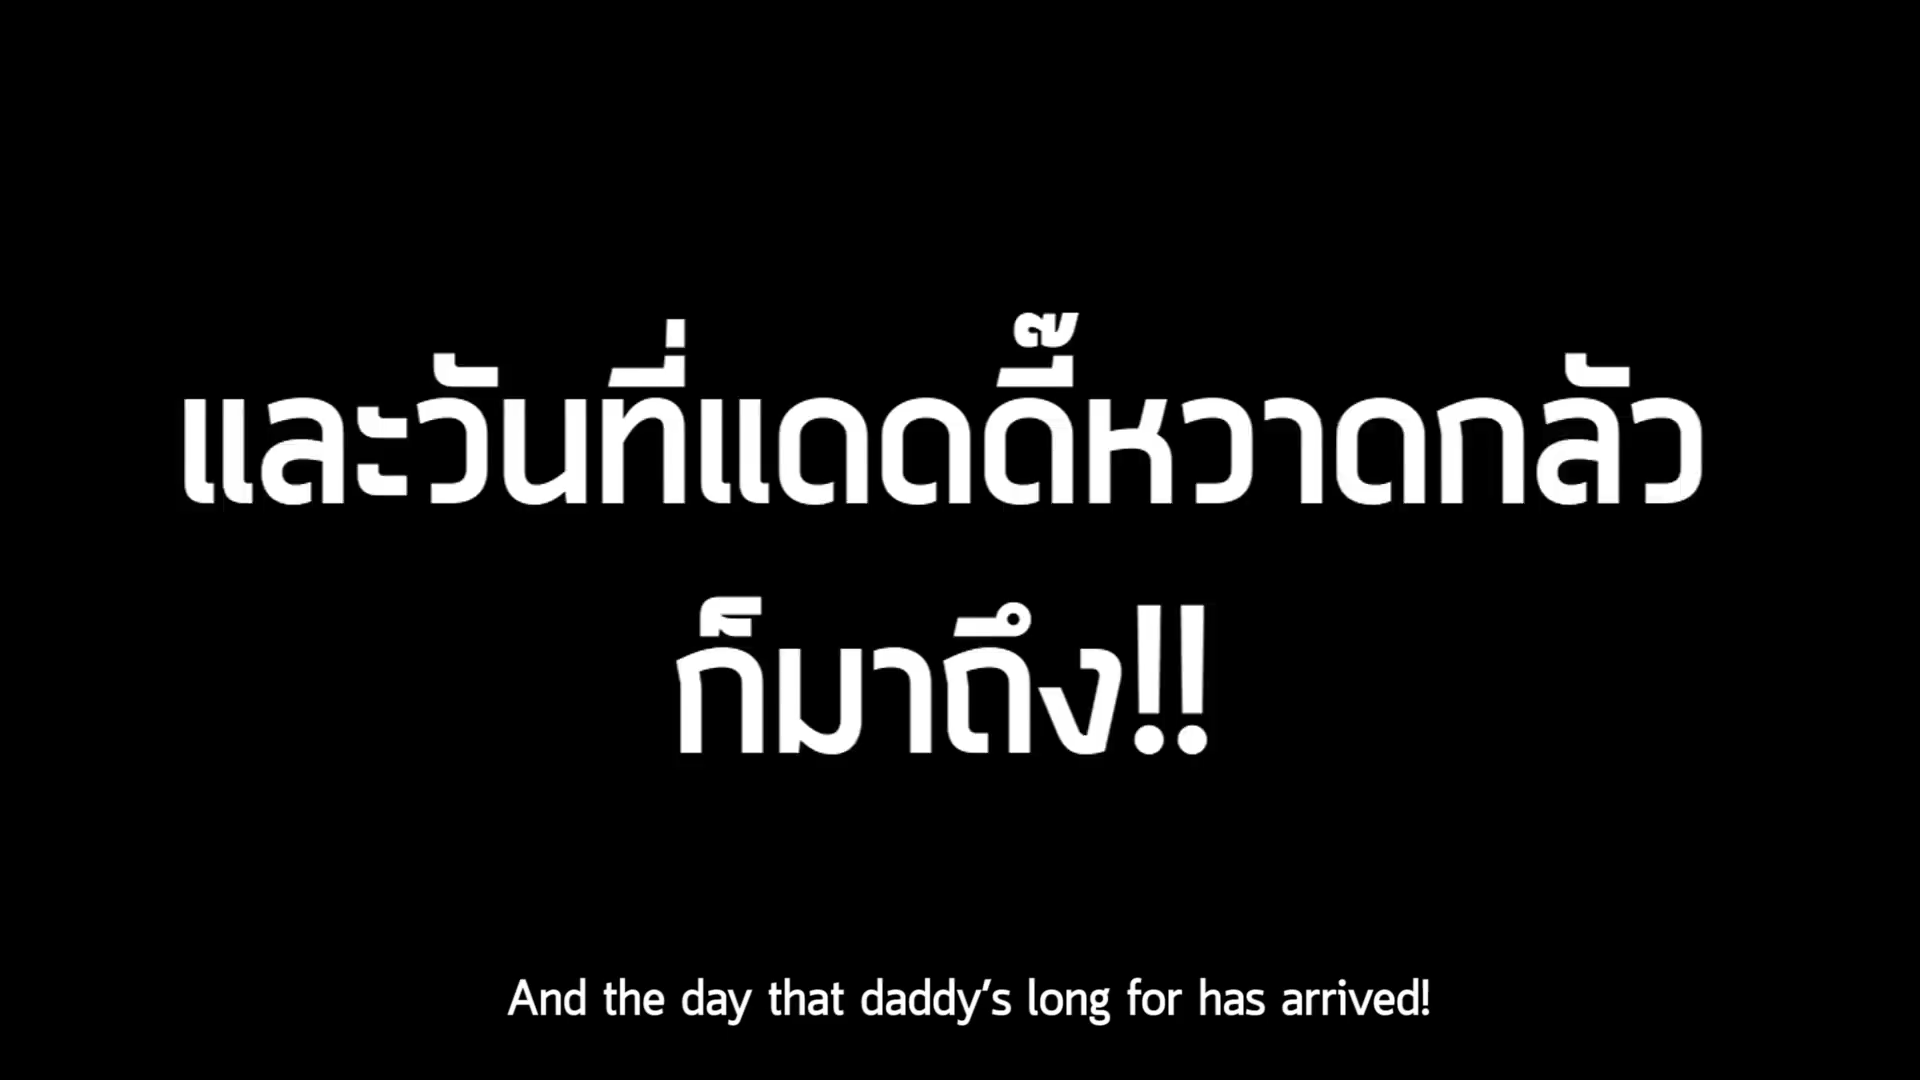 และวันที่แดดดี๊หวาดกลัว
ก็มาถึง!!
And the day that daddy’s long for has arrived!